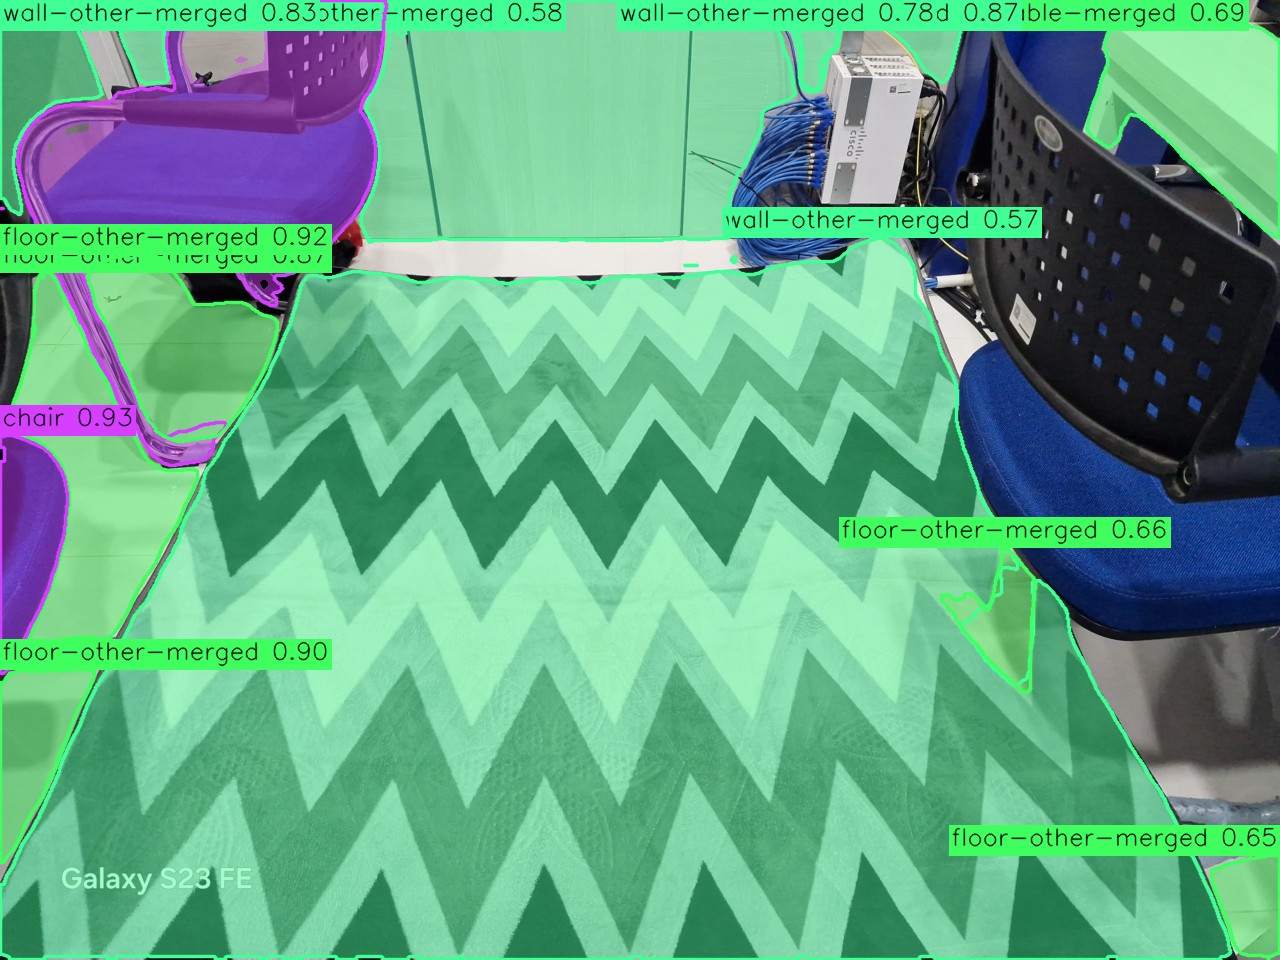 wall-other-merged 0.83
other-merged 0.58
wall-other-merged 0.78
0.87
ble-merged 0.69
CISCO
wall-other-merged 0.57
floor-other-merged 0.92
floor-other-merged 0.87
chair 0.93
floor-other-merged 0.66
floor-other-merged 0.90
floor-other-merged 0.65
Galaxy S23 FE